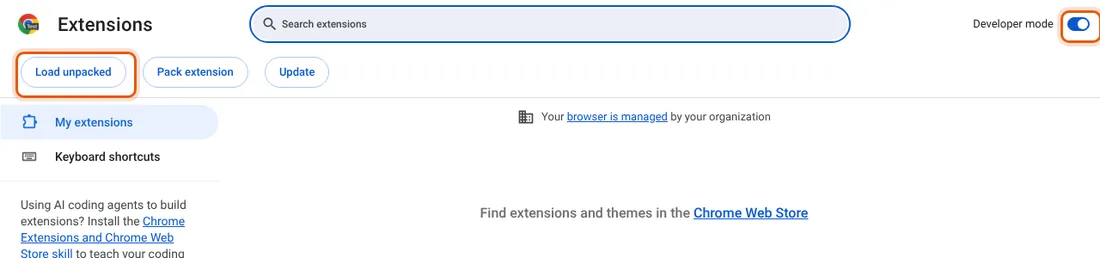 Extensions
Search extensions
Developer mode
Load unpacked
Pack extension
Update
My extensions
Your browser is managed by your organization
Keyboard shortcuts
Using AI coding agents to build
extensions? Install the Chrome
Extensions and Chrome Web
Store skill to teach your coding
Find extensions and themes in the Chrome Web Store